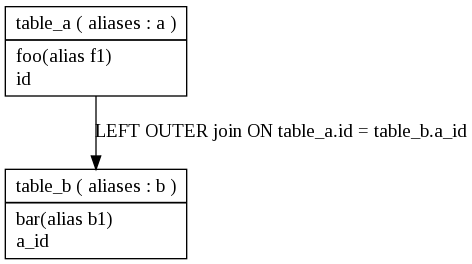 table_a ( aliases : a )
foo(alias f1)
id
LEFT OUTER join ON table_a.id = table_b.a_id
table_b ( aliases : b )
bar(alias b1)
a_id